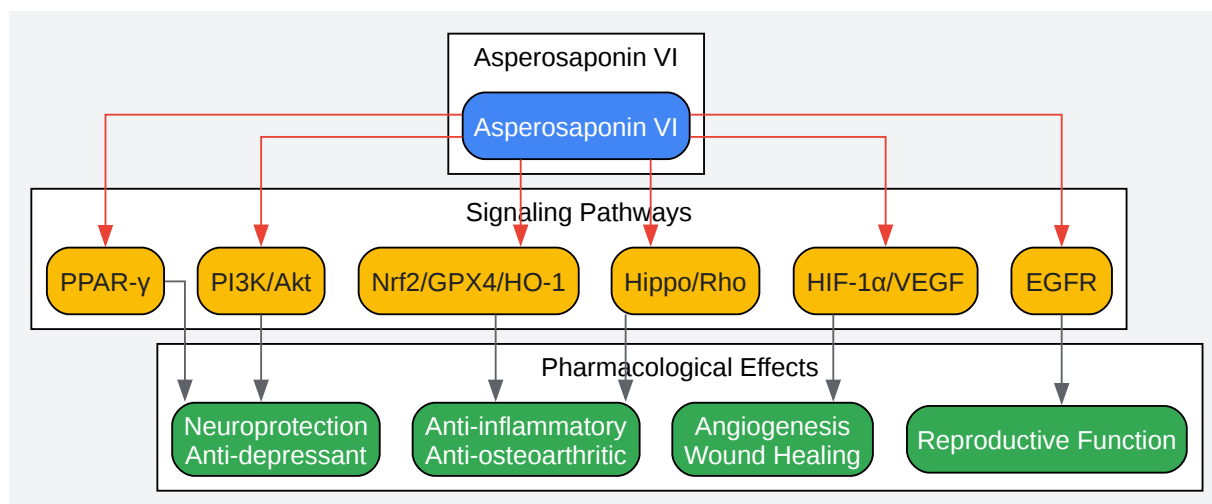 Asperosaponin VI
Asperosaponin VI
Signaling Pathways
PPAR-γ
PI3K/Akt
Nrf2/GPX4/HO-1
Hippo/Rho
HIF-1α/VEGF
EGFR
Pharmacological Effects
Neuroprotection
Anti-depressant
Anti-inflammatory
Anti-osteoarthritic
Angiogenesis
Wound Healing
Reproductive Function